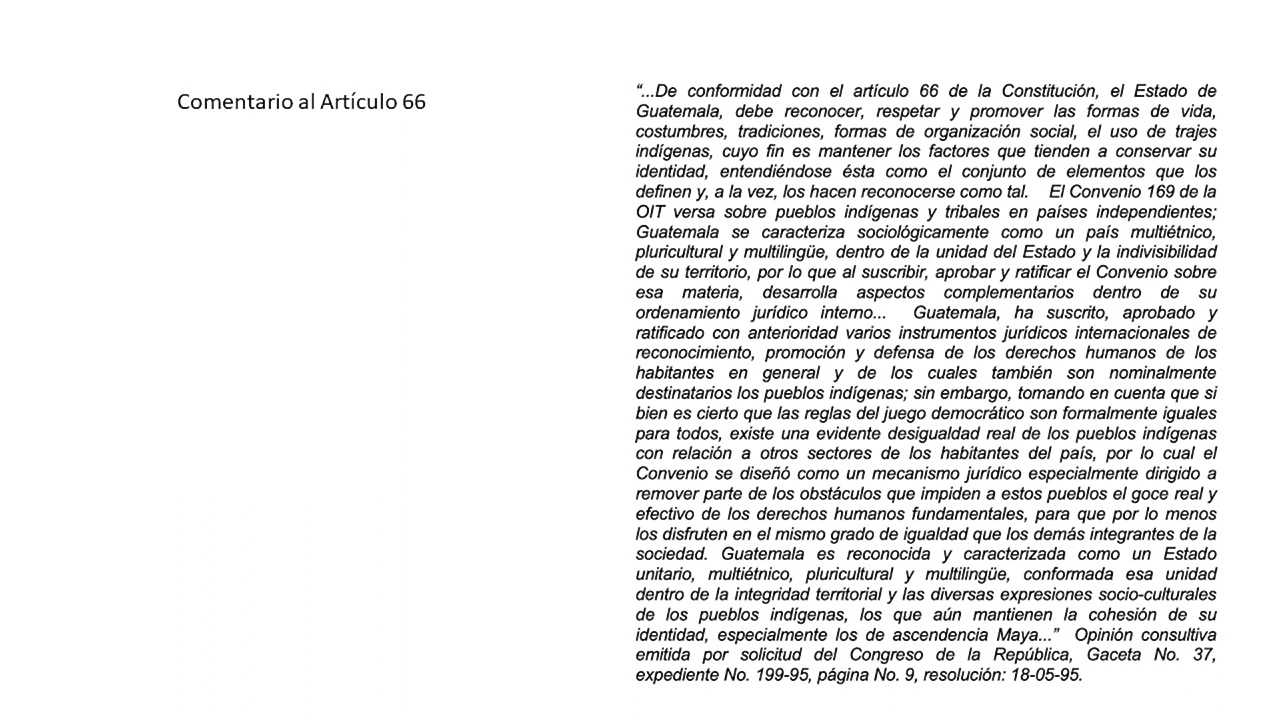 Comentario al Artículo 66
“...De conformidad con el artículo 66 de la Constitución, el Estado de
Guatemala, debe reconocer, respetar y promover las formas de vida,
costumbres, tradiciones, formas de organización social, el uso de trajes
indígenas, cuyo fin es mantener los factores que tienden a conservar su
identidad, entendiéndose ésta como el conjunto de elementos que los
definen y, a la vez, los hacen reconocerse como tal. El Convenio 169 de la
OIT versa sobre pueblos indígenas y tribales en países independientes;
Guatemala se caracteriza sociológicamente como un país multiétnico,
pluricultural y multilingüe, dentro de la unidad del Estado y la indivisibilidad
de su territorio, por lo que al suscribir, aprobar y ratificar el Convenio sobre
esa materia, desarrolla aspectos complementarios dentro de su
ordenamiento jurídico interno... Guatemala, ha suscrito, aprobado y
ratificado con anterioridad varios instrumentos jurídicos internacionales de
reconocimiento, promoción y defensa de los derechos humanos de los
habitantes en general y de los cuales también son nominalmente
destinatarios los pueblos indígenas; sin embargo, tomando en cuenta que si
bien es cierto que las reglas del juego democrático son formalmente iguales
para todos, existe una evidente desigualdad real de los pueblos indígenas
con relación a otros sectores de los habitantes del país, por lo cual el
Convenio se diseñó como un mecanismo jurídico especialmente dirigido a
remover parte de los obstáculos que impiden a estos pueblos el goce real y
efectivo de los derechos humanos fundamentales, para que por lo menos
los disfruten en el mismo grado de igualdad que los demás integrantes de la
sociedad. Guatemala es reconocida y caracterizada como un Estado
unitario, multiétnico, pluricultural y multilingüe, conformada esa unidad
dentro de la integridad territorial y las diversas expresiones socio-culturales
de los pueblos indígenas, los que aún mantienen la cohesión de su
identidad, especialmente los de ascendencia Maya...” Opinión consultiva
emitida por solicitud del Congreso de la República, Gaceta No. 37,
expediente No. 199-95, página No. 9, resolución: 18-05-95.